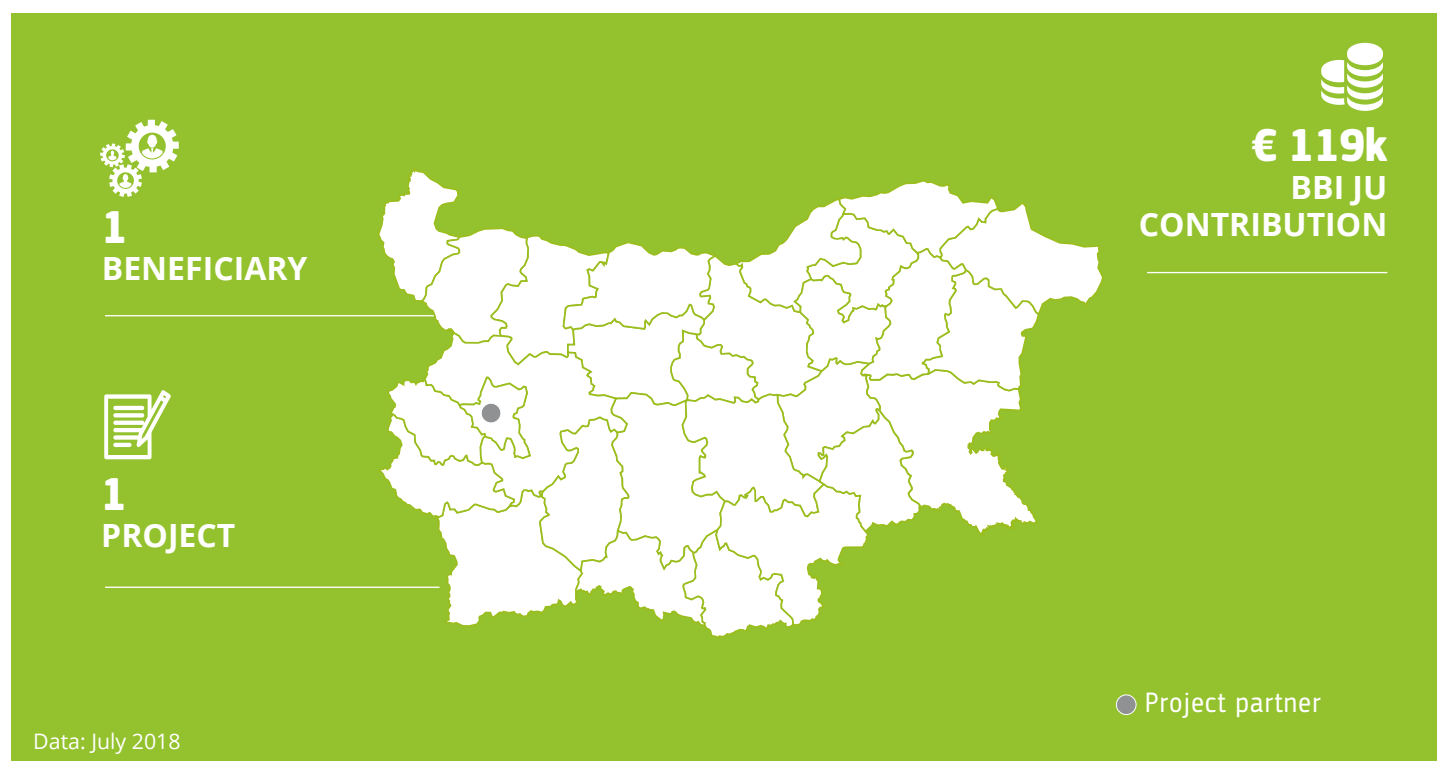 1
BENEFICIARY
1
PROJECT
€ 119k
BBI JU
CONTRIBUTION
Project partner
Data: July 2018